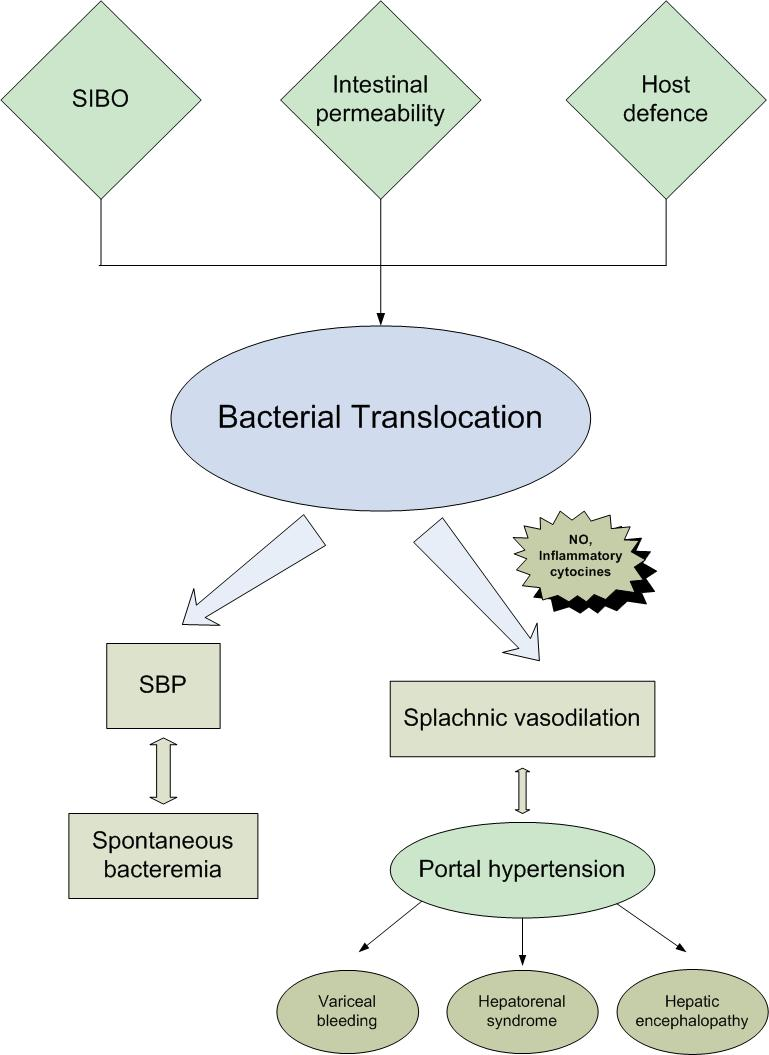 SIBO
Intestinal
permeability
Host
defence
Bacterial Translocation
NO,
Inflammatory
cytocines
SBP
Splachnic vasodilation
Spontaneous
bacteremia
Portal hypertension
Variceal
bleeding
Hepatorenal
syndrome
Hepatic
encephalopathy